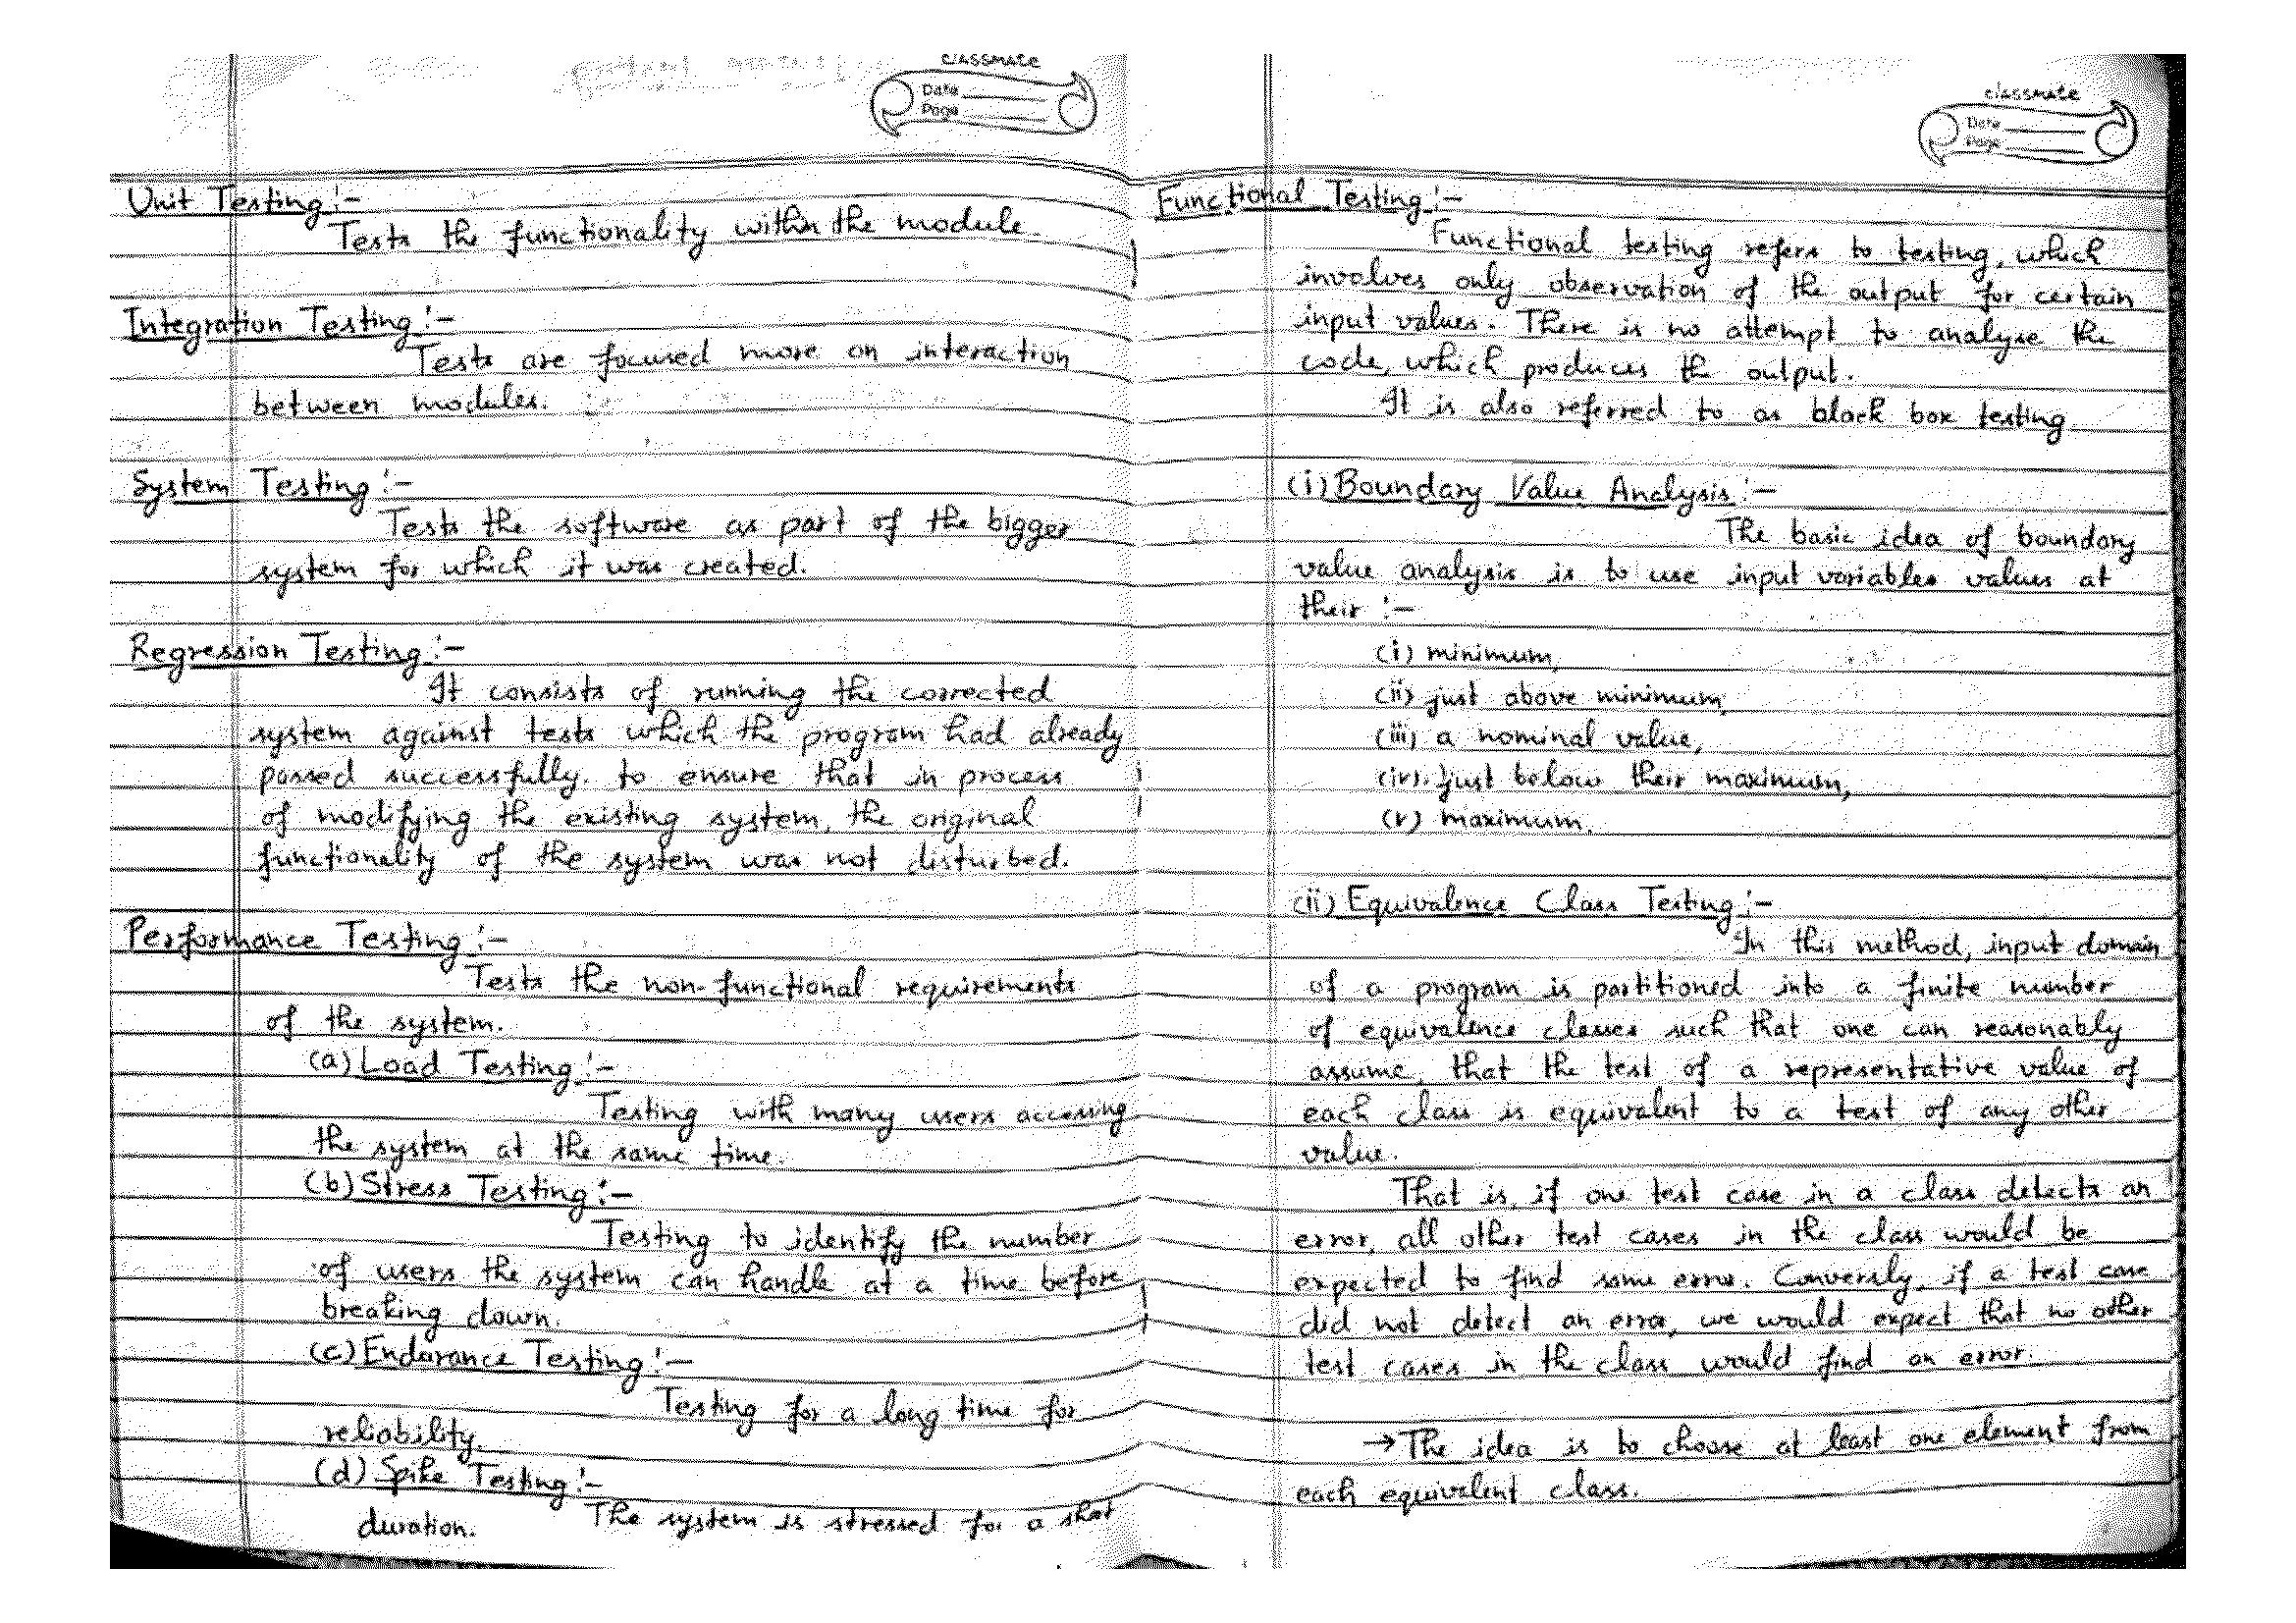 classmate
Date
Page
Unit Testing :-
Tests the functionality within the module.
Integration Testing :-
Tests are focused more on interaction
between modules.
System Testing :-
Tests the software as part of the bigger
system for which it was created.
Regression Testing :-
It consists of running the corrected
system against tests which the program had already
passed successfully. to ensure that in process
of modifying the existing system, the original
functionality of the system was not disturbed.
Performance Testing :-
Tests the non-functional requirements
of the system.
(a) Load Testing :-
Testing with many users accessing
the system at the same time.
(b) Stress Testing :-
Testing to identify the number
of users the system can handle at a time before
breaking down.
(c) Endurance Testing :-
Testing for a long time for
reliability.
(d) Spike Testing :-
The system is stressed for a shot
duration.
classmate
Date
Page
Functional Testing :-
Functional testing refers to testing, which
involves only observation of the output for certain
input values. There is no attempt to analyse the
code, which produces the output.
It is also referred to as black box testing
(i) Boundary Value Analysis :-
The basic idea of boundary
value analysis is to use input variables values at
their :-
(i) minimum,
(ii) just above minimum,
(iii) a nominal value,
(iv) just below their maximum,
(v) maximum.
(ii) Equivalence Class Testing :-
In this method, input domain
of a program is partitioned into a finite number
of equivalence classes such that one can reasonably
assume, that the test of a representative value of
each class is equivalent to a test of any other
value.
That is, if one test case in a class detects an
error, all other test cases in the class would be
expected to find same error. Conversly, if a test case
did not detect an error, we would expect that no other
test cases in the class would find an error.
→ The idea is to choose at least one element from
each equivalent class.